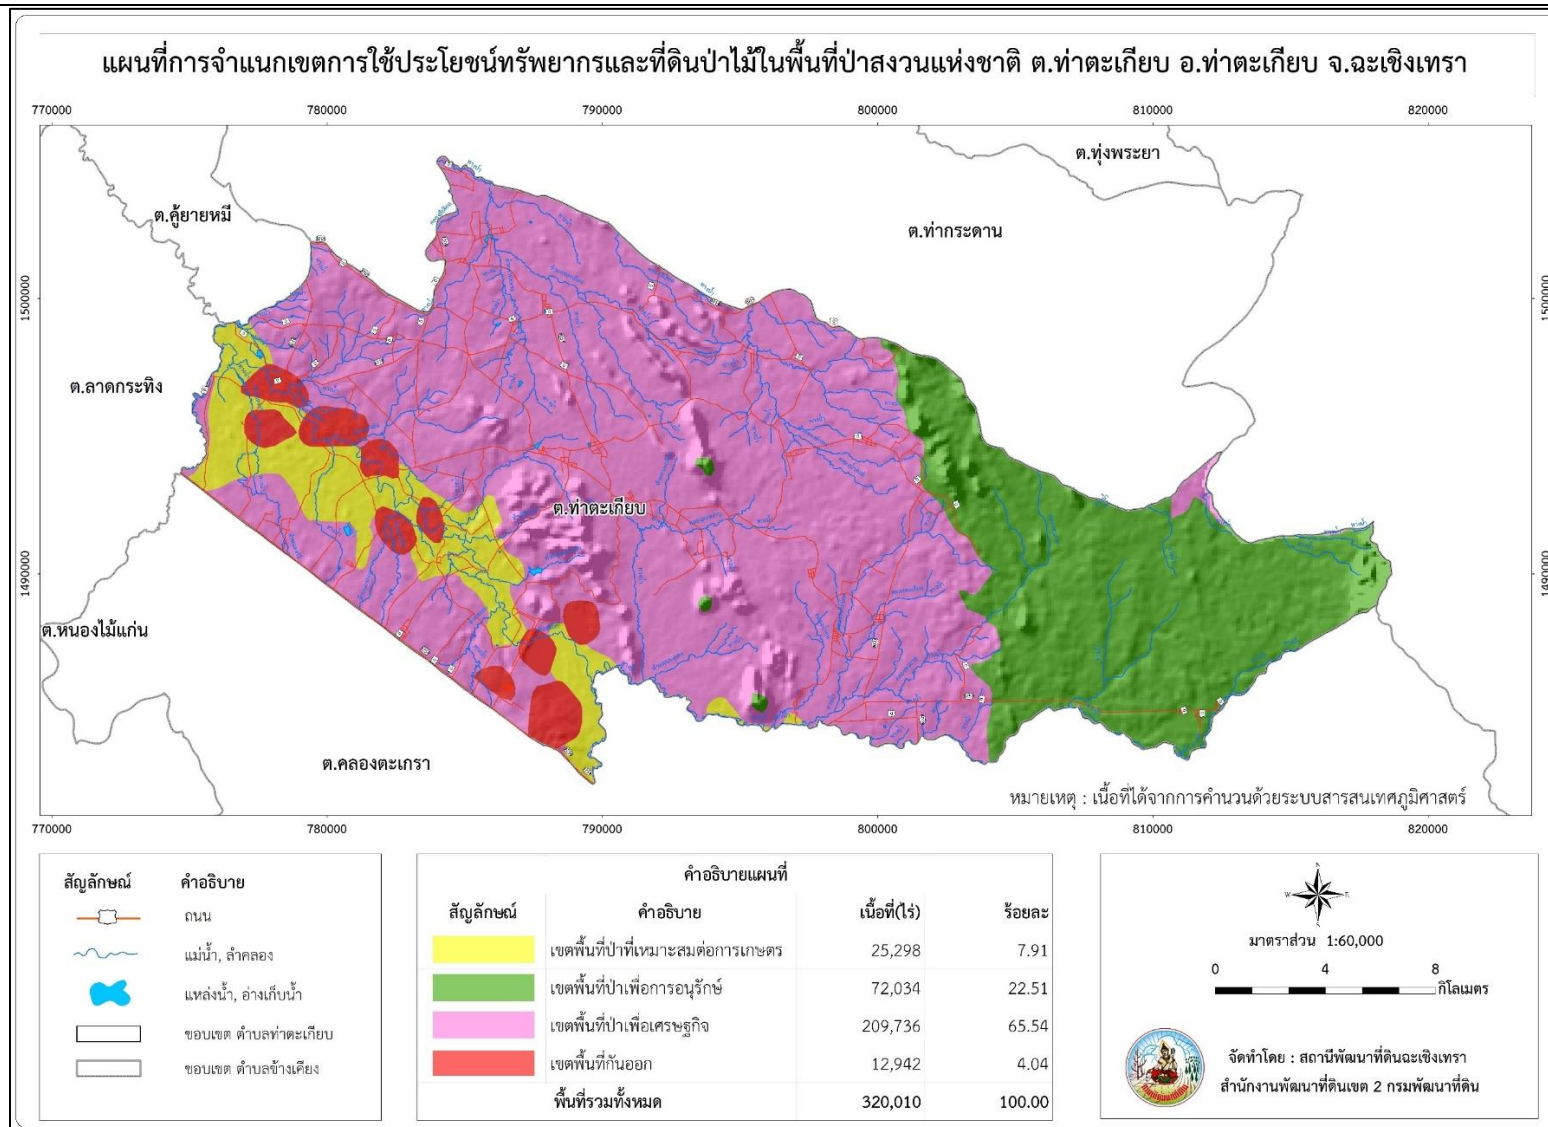 แผนที่การจำแนกเขตการใช้ประโยชน์ทรัพยากรและที่ดินป่าไม้ในพื้นที่ป่าสงวนแห่งชาติ ต.ท่าตะเกียบ อ.ท่าตะเกียบ จ.ฉะเชิงเทรา
770000 780000 790000 800000 810000 820000
ต.ทุ่งพระยา
ต.คู้ยายหมี
ต.ท่ากระดาน
1500000 1500000
ต.ลาดกระทิง
ต.ท่าตะเกียบ
1490000 1490000
ต.หนองไม้แก่น
ต.คลองตะเกรา
หมายเหตุ : เนื้อที่ได้จากการคำนวนด้วยระบบสารสนเทศภูมิศาสตร์
770000 780000 790000 800000 810000 820000
สัญลักษณ์ คำอธิบาย
ถนน
แม่น้ำ, ลำคลอง
แหล่งน้ำ, อ่างเก็บน้ำ
ขอบเขต ตำบลท่าตะเกียบ
ขอบเขต ตำบลข้างเคียง
คำอธิบายแผนที่
สัญลักษณ์ คำอธิบาย เนื้อที่(ไร่) ร้อยละ
เขตพื้นที่ป่าที่เหมาะสมต่อการเกษตร 25,298 7.91
เขตพื้นที่ป่าเพื่อการอนุรักษ์ 72,034 22.51
เขตพื้นที่ป่าเพื่อเศรษฐกิจ 209,736 65.54
เขตพื้นที่กันออก 12,942 4.04
พื้นที่รวมทั้งหมด 320,010 100.00
N
W E
S
มาตราส่วน 1:60,000
0 4 8
กิโลเมตร
จัดทำโดย : สถานีพัฒนาที่ดินฉะเชิงเทรา
สำนักงานพัฒนาที่ดินเขต 2 กรมพัฒนาที่ดิน